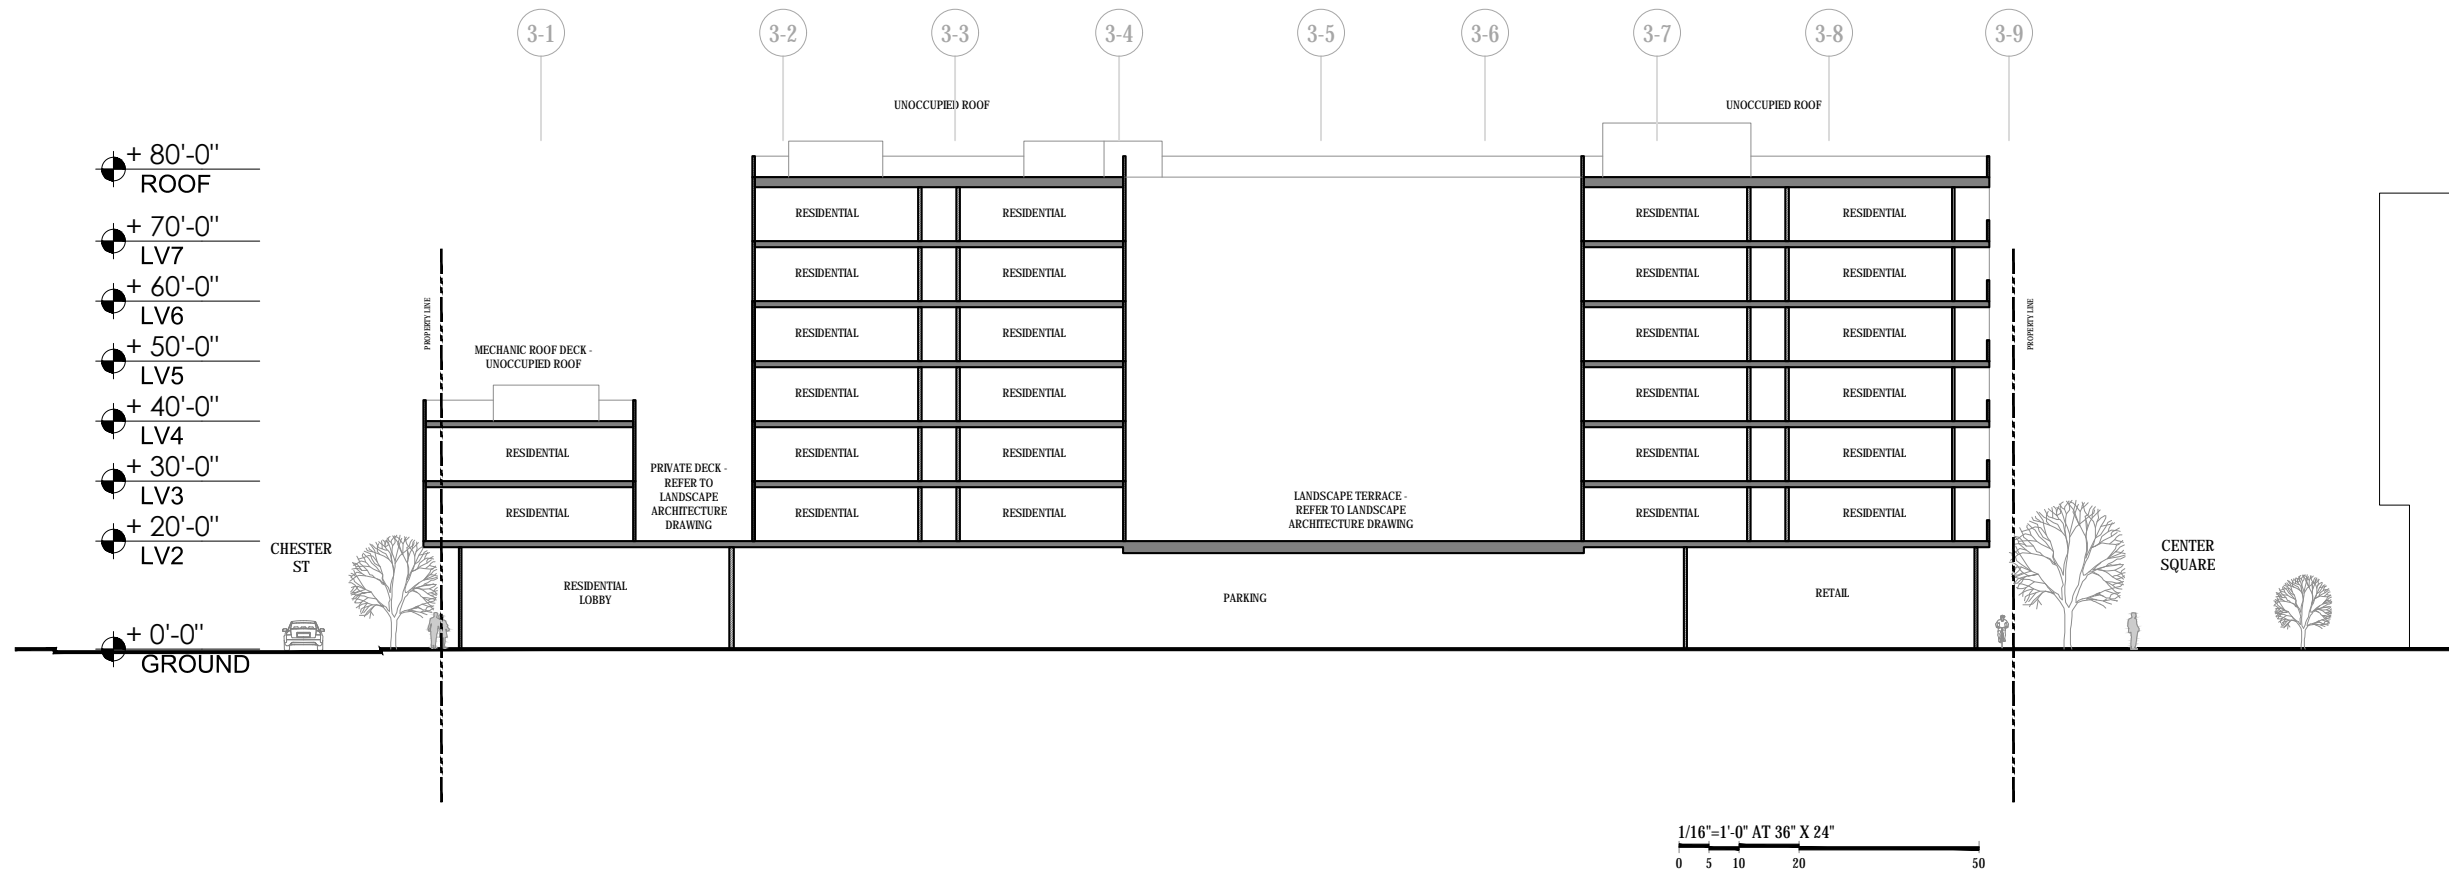 3-1 3-2 3-3 3-4 3-5 3-6 3-7 3-8 3-9
UNOCCUPIED ROOF
UNOCCUPIED ROOF
+ 80'-0"
ROOF
+ 70'-0"
LV7
+ 60'-0"
LV6
+ 50'-0"
LV5
+ 40'-0"
LV4
+ 30'-0"
LV3
+ 20'-0"
LV2
+ 0'-0"
GROUND
CHESTER
ST
PROPERTY LINE
MECHANIC ROOF DECK -
UNOCCUPIED ROOF
RESIDENTIAL
RESIDENTIAL
PRIVATE DECK -
REFER TO
LANDSCAPE
ARCHITECTURE
DRAWING
RESIDENTIAL RESIDENTIAL
RESIDENTIAL RESIDENTIAL
RESIDENTIAL RESIDENTIAL
RESIDENTIAL RESIDENTIAL
RESIDENTIAL RESIDENTIAL
RESIDENTIAL RESIDENTIAL
LANDSCAPE TERRACE -
REFER TO LANDSCAPE
ARCHITECTURE DRAWING
RESIDENTIAL RESIDENTIAL
RESIDENTIAL RESIDENTIAL
RESIDENTIAL RESIDENTIAL
RESIDENTIAL RESIDENTIAL
RESIDENTIAL RESIDENTIAL
RESIDENTIAL RESIDENTIAL
PROPERTY LINE
RESIDENTIAL
LOBBY
PARKING
RETAIL
CENTER
SQUARE
1/16"=1'-0" AT 36" X 24"
0 5 10 20 50